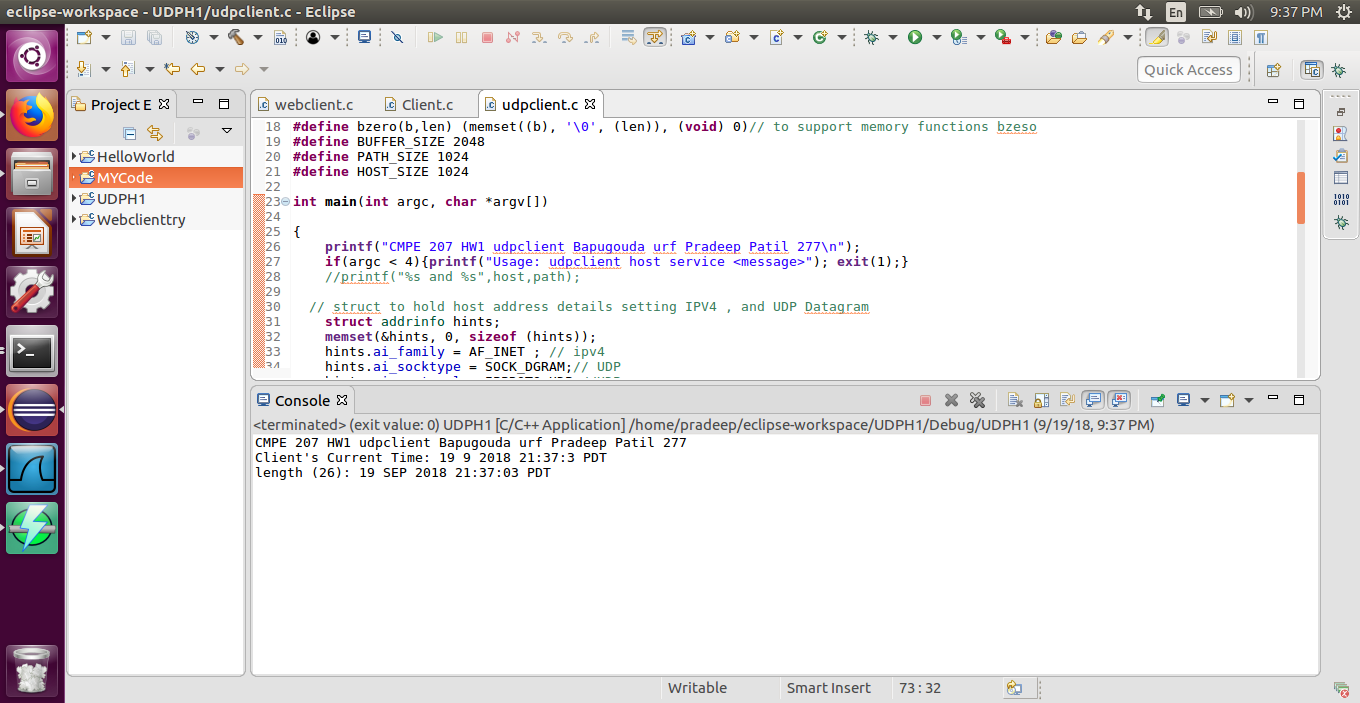 eclipse-workspace - UDPH1/udpclient.c - Eclipse
En
9:37 PM
010
Quick Access
Project E
webclient.c
Client.c
udpclient.c
HelloWorld
MYCode
UDPH1
Webclienttry
18 #define bzero(b,len) (memset((b), '\0', (len)), (void) 0)// to support memory functions bzeso
19 #define BUFFER_SIZE 2048
20 #define PATH_SIZE 1024
21 #define HOST_SIZE 1024
22
23 int main(int argc, char *argv[])
24
25 {
26 printf("CMPE 207 HW1 udpclient Bapugouda urf Pradeep Patil 277\n");
27 if(argc < 4){printf("Usage: udpclient host service <message>"); exit(1);}
28 //printf("%s and %s",host,path);
29
30 // struct to hold host address details setting IPV4 , and UDP Datagram
31 struct addrinfo hints;
32 memset(&hints, 0, sizeof (hints));
33 hints.ai_family = AF_INET ; // ipv4
34 hints.ai_socktype = SOCK_DGRAM;// UDP
Console
<terminated> (exit value: 0) UDPH1 [C/C++ Application] /home/pradeep/eclipse-workspace/UDPH1/Debug/UDPH1 (9/19/18, 9:37 PM)
CMPE 207 HW1 udpclient Bapugouda urf Pradeep Patil 277
Client's Current Time: 19 9 2018 21:37:3 PDT
length (26): 19 SEP 2018 21:37:03 PDT
Writable
Smart Insert
73 : 32